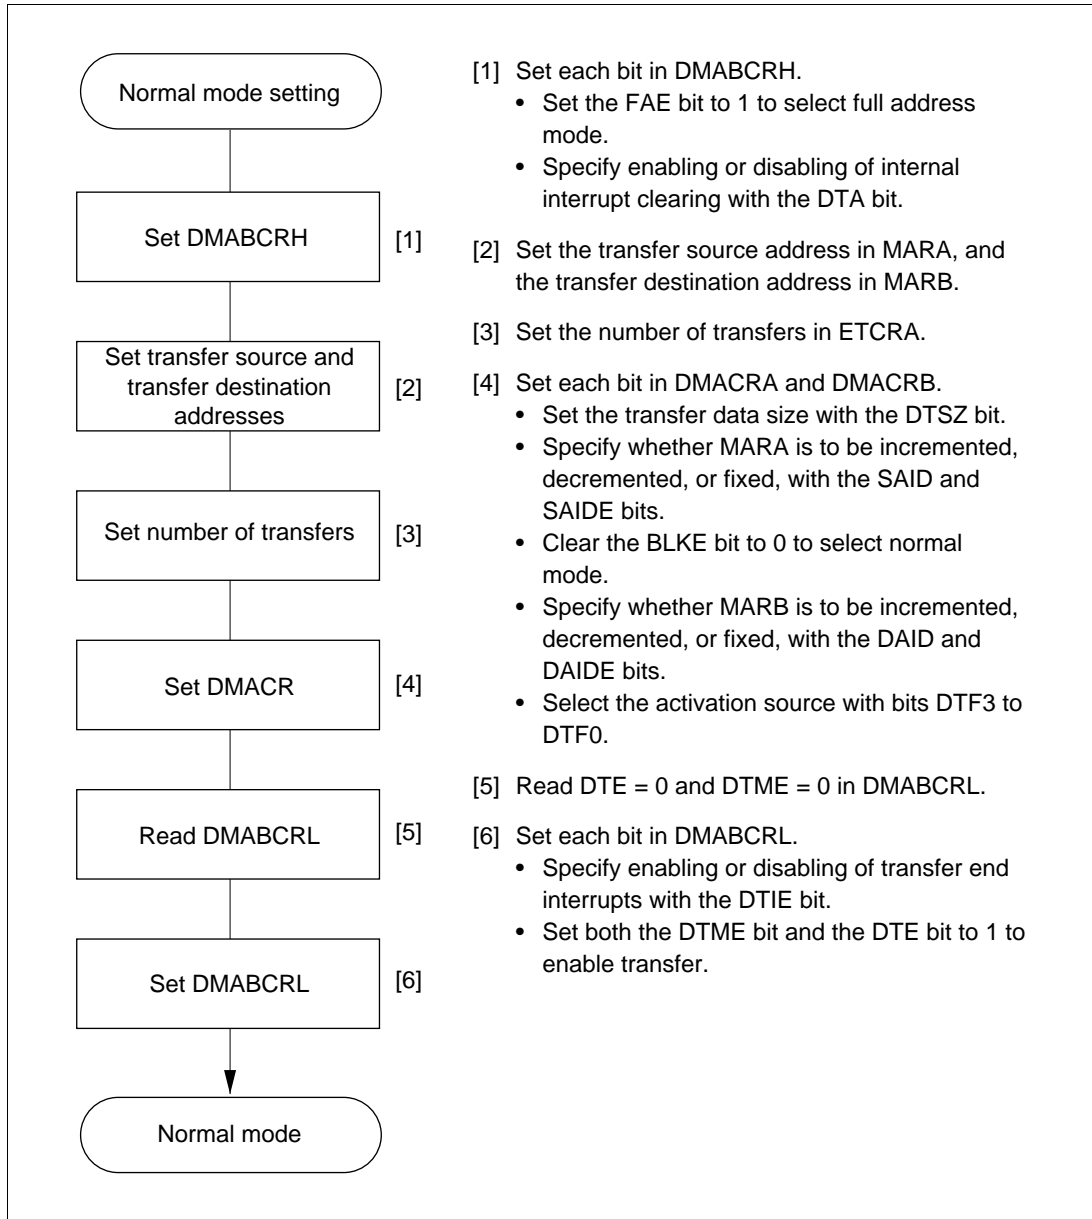 Normal mode setting
Set DMABCRH
[1]
Set transfer source and
transfer destination
addresses
[2]
Set number of transfers
[3]
Set DMACR
[4]
Read DMABCRL
[5]
Set DMABCRL
[6]
Normal mode
[1] Set each bit in DMABCRH.
• Set the FAE bit to 1 to select full address
mode.
• Specify enabling or disabling of internal
interrupt clearing with the DTA bit.
[2] Set the transfer source address in MARA, and
the transfer destination address in MARB.
[3] Set the number of transfers in ETCRA.
[4] Set each bit in DMACRA and DMACRB.
• Set the transfer data size with the DTSZ bit.
• Specify whether MARA is to be incremented,
decremented, or fixed, with the SAID and
SAIDE bits.
• Clear the BLKE bit to 0 to select normal
mode.
• Specify whether MARB is to be incremented,
decremented, or fixed, with the DAID and
DAIDE bits.
• Select the activation source with bits DTF3 to
DTF0.
[5] Read DTE = 0 and DTME = 0 in DMABCRL.
[6] Set each bit in DMABCRL.
• Specify enabling or disabling of transfer end
interrupts with the DTIE bit.
• Set both the DTME bit and the DTE bit to 1 to
enable transfer.